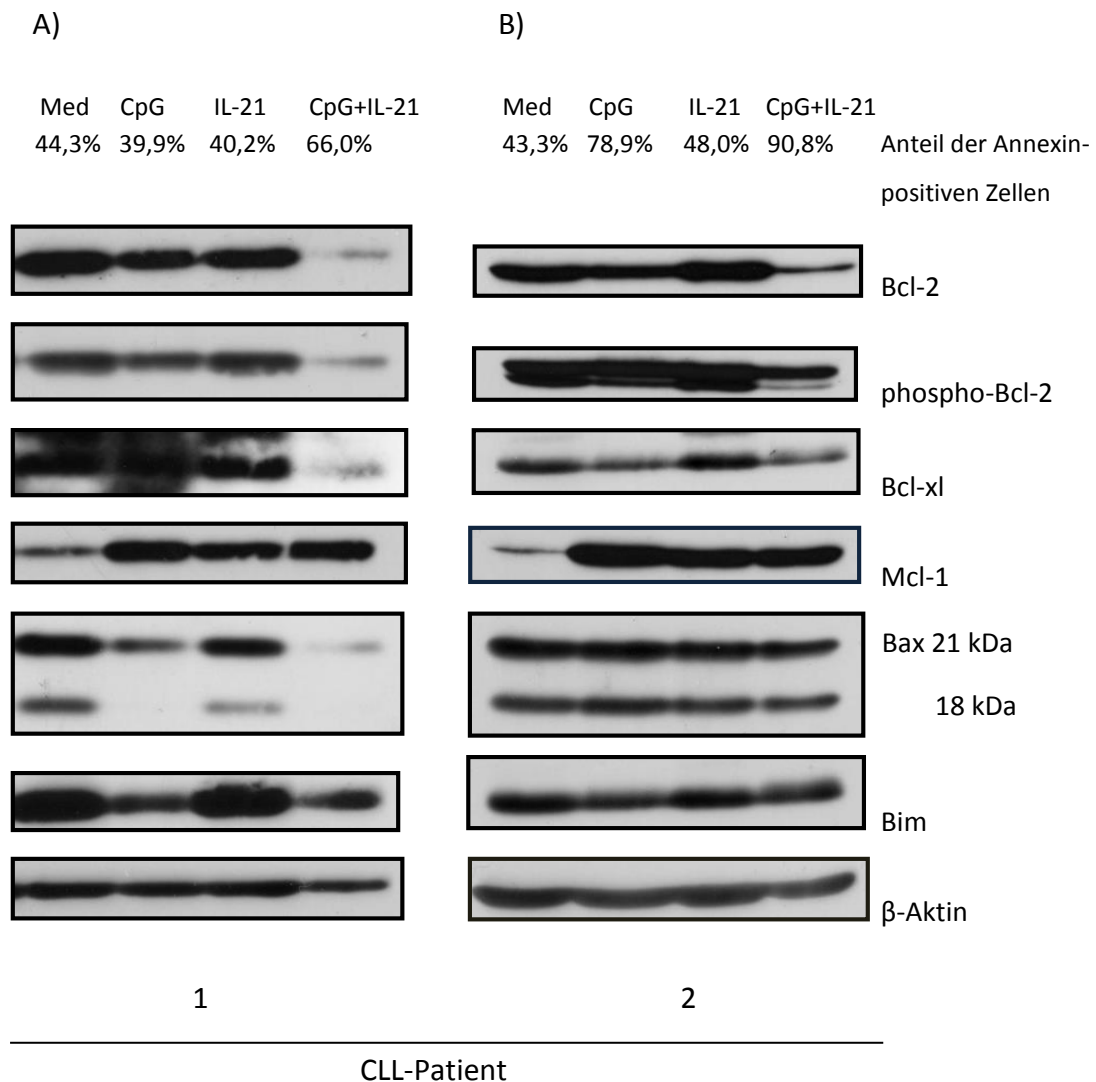 A) B)
Med CpG IL-21 CpG+IL-21 Med CpG IL-21 CpG+IL-21
44,3% 39,9% 40,2% 66,0% 43,3% 78,9% 48,0% 90,8% Anteil der Annexin-
positiven Zellen
Bcl-2
phospho-Bcl-2
Bcl-xl
Mcl-1
Bax 21 kDa
18 kDa
Bim
β-Aktin
1 2
CLL-Patient